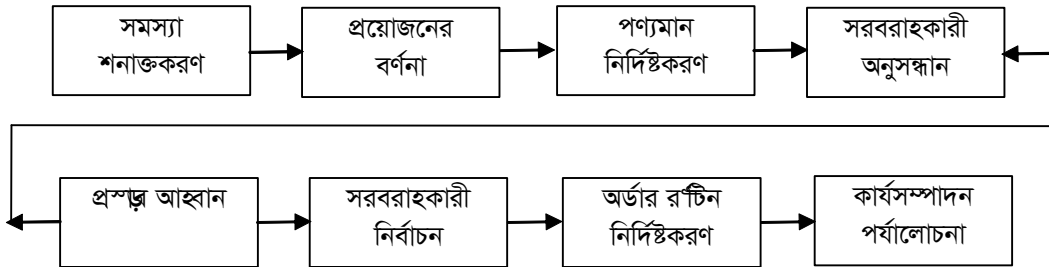 সমস্যা
শনাক্তকরণ
প্রয়োজনের
বর্ণনা
পণ্যমান
নির্দিষ্টকরণ
সরবরাহকারী
অনুসন্ধান
আহ্বান
সরবরাহকারী
নির্বাচন
অর্ডার
নির্দিষ্টকরণ
কার্যসম্পাদন
পর্যালোচনা